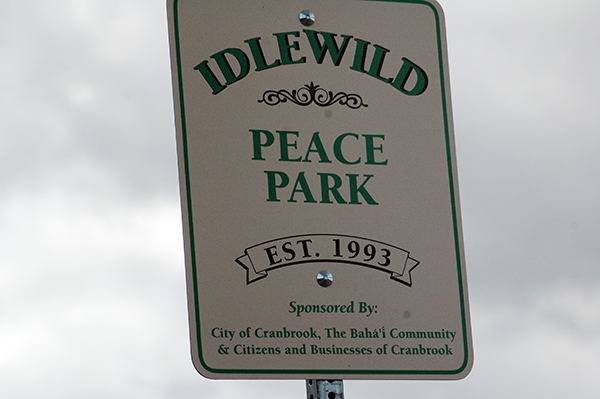 IDLEWILD
PEACE
PARK
EST. 1993
Sponsored By:
City of Cranbrook, The Bahá'í Community
& Citizens and Businesses of Cranbrook